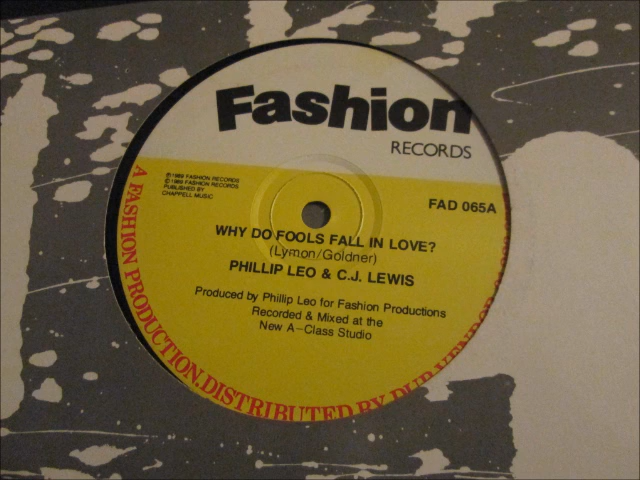 Fashion
RECORDS
℗1989 FASHION RECORDS
©1989 FASHION RECORDS
PUBLISHED BY
CHAPPELL MUSIC
FAD 065A
WHY DO FOOLS FALL IN LOVE?
(Lymon/Goldner)
PHILLIP LEO & C.J. LEWIS
Produced by Phillip Leo for Fashion Productions
Recorded & Mixed at the
New A-Class Studio
A FASHION PRODUCTION. DISTRIBUTED BY DUB VENDOR